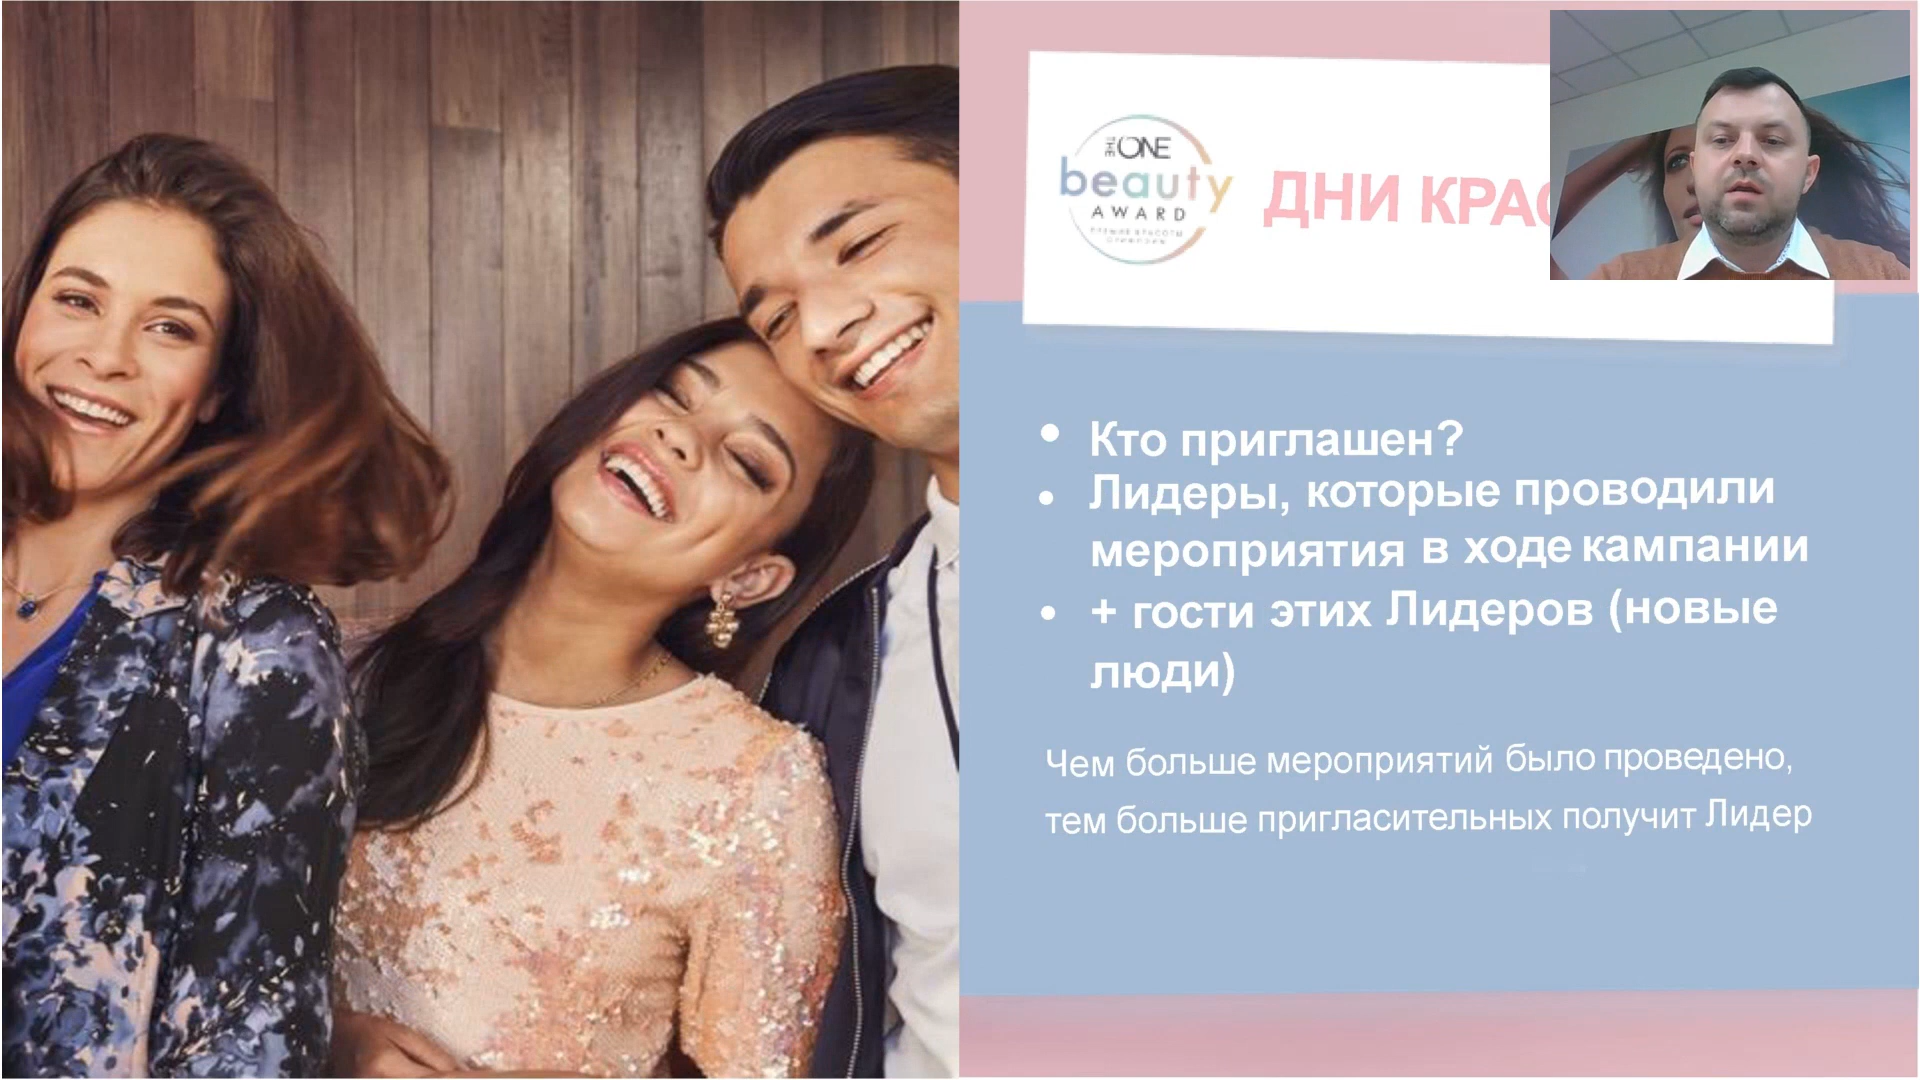 THE ONE
beauty
AWARD
ДНИ КРАС
Кто приглашен?
Лидеры, которые проводили
мероприятия в ходе кампании
+ гости этих Лидеров (новые
люди)
Чем больше мероприятий было проведено,
тем больше пригласительных получит Лидер